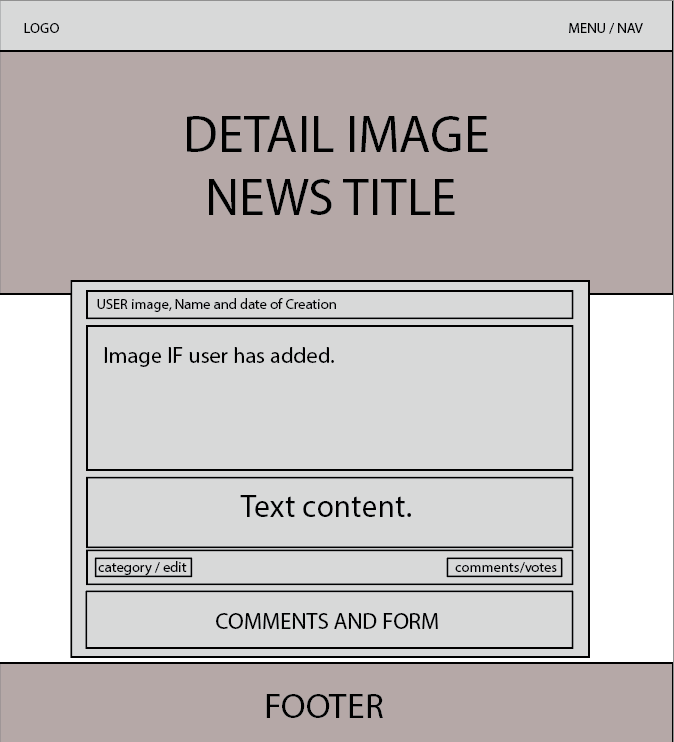 LOGO
MENU / NAV
DETAIL IMAGE
NEWS TITLE
USER image, Name and date of Creation
Image IF user has added.
Text content.
category / edit
comments/votes
COMMENTS AND FORM
FOOTER